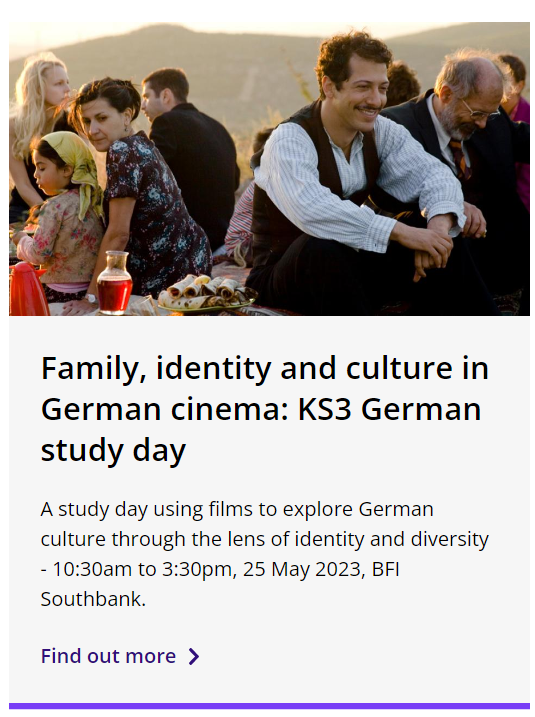 Family, identity and culture in
German cinema: KS3 German
study day
A study day using films to explore German
culture through the lens of identity and diversity
- 10:30am to 3:30pm, 25 May 2023, BFI
Southbank.
Find out more